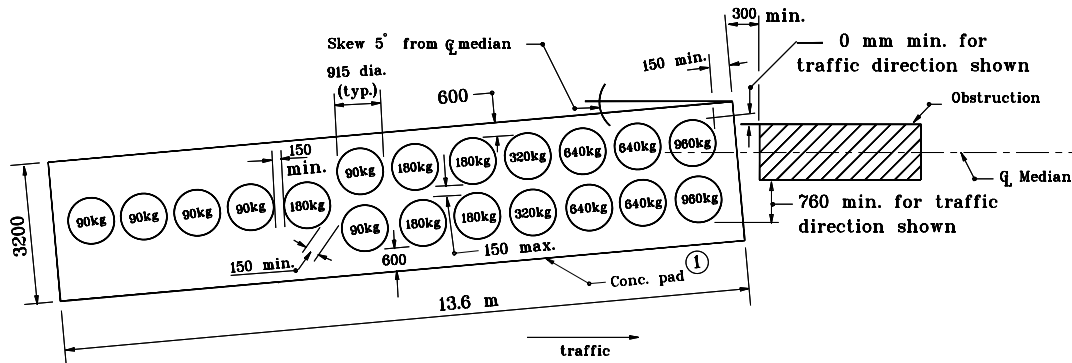 300 min.
Skew 5° from ℄ median
0 mm min. for
traffic direction shown
150 min.
915 dia.
(typ.)
600
Obstruction
150
min.
90kg
180kg
180kg
320kg
640kg
640kg
960kg
℄ Median
90kg
90kg
90kg
90kg
180kg
90kg
180kg
180kg
320kg
640kg
640kg
960kg
760 min. for traffic
direction shown
3200
150 min.
600
150 max.
Conc. pad 1
13.6 m
traffic